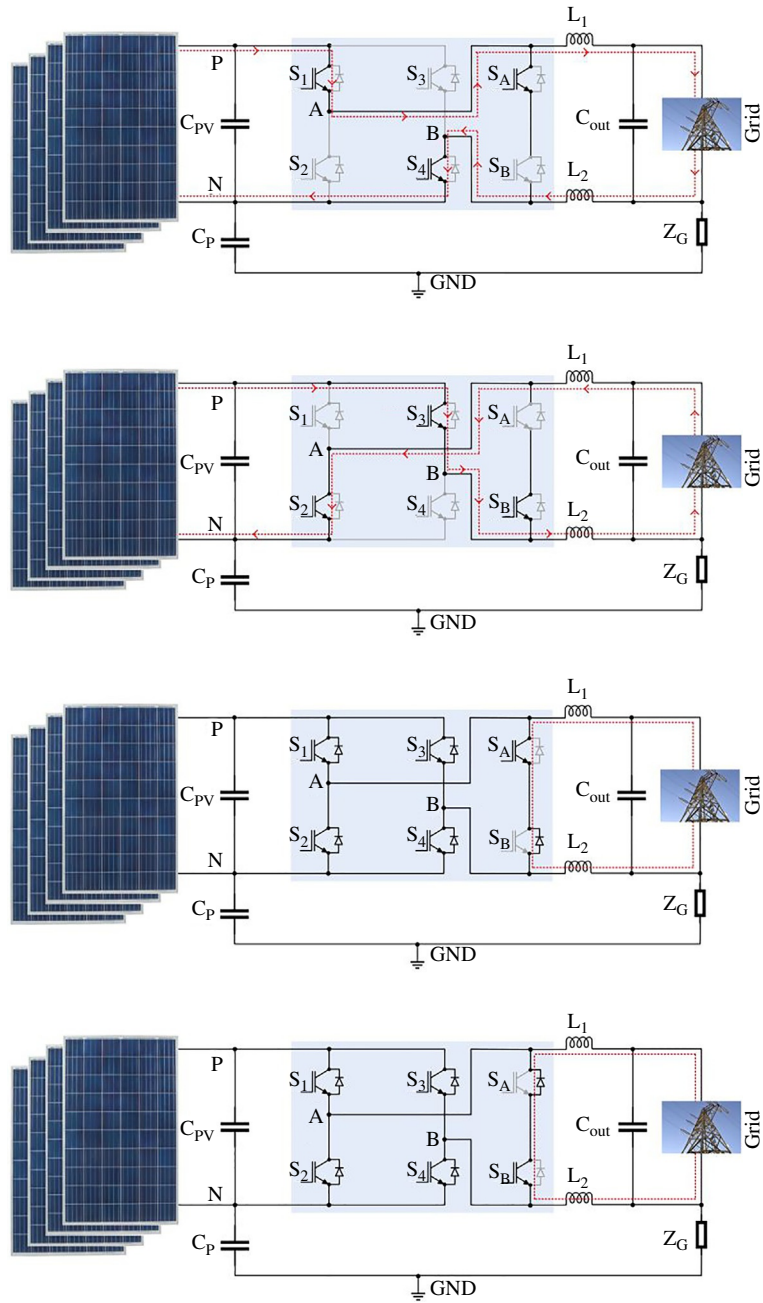 L1
P
S1
S3
SA
A
CPV
Cout
Grid
B
S2
S4
SB
N
L2
CP
ZG
GND
L1
P
S1
S3
SA
A
CPV
Cout
Grid
B
S2
S4
SB
N
L2
CP
ZG
GND
L1
P
S1
S3
SA
A
CPV
Cout
Grid
B
S2
S4
SB
N
L2
CP
ZG
GND
L1
P
S1
S3
SA
A
CPV
Cout
Grid
B
S2
S4
SB
N
L2
CP
ZG
GND